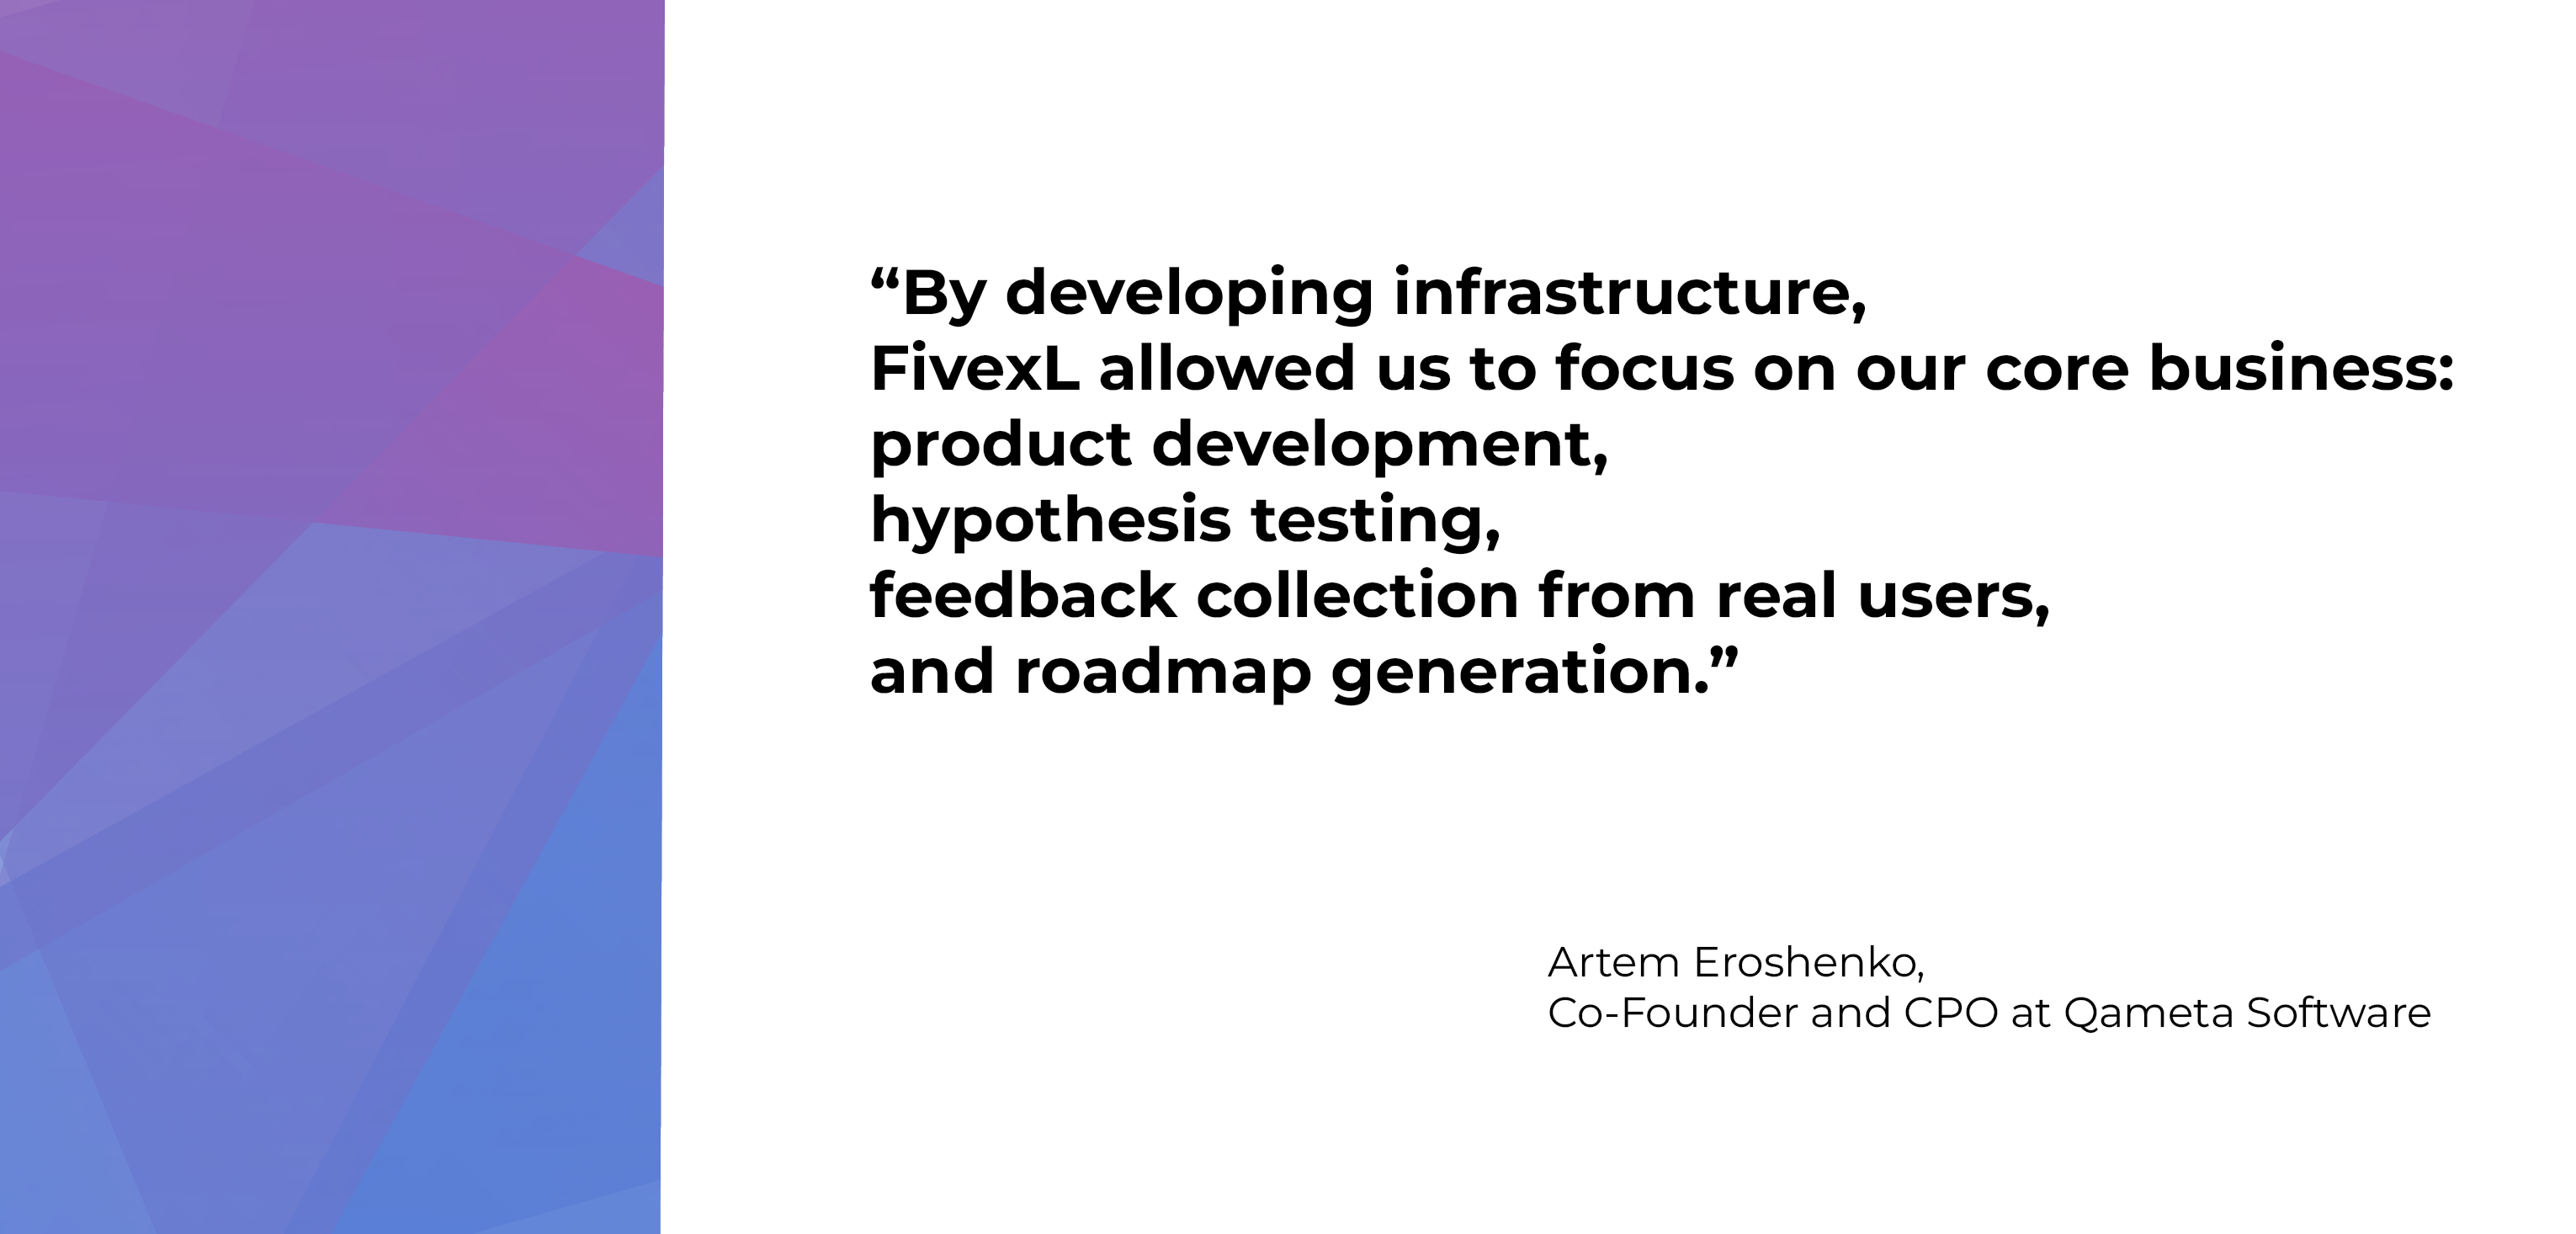 “By developing infrastructure,
FivexL allowed us to focus on our core business:
product development,
hypothesis testing,
feedback collection from real users,
and roadmap generation.”
Artem Eroshenko,
Co-Founder and CPO at Qameta Software